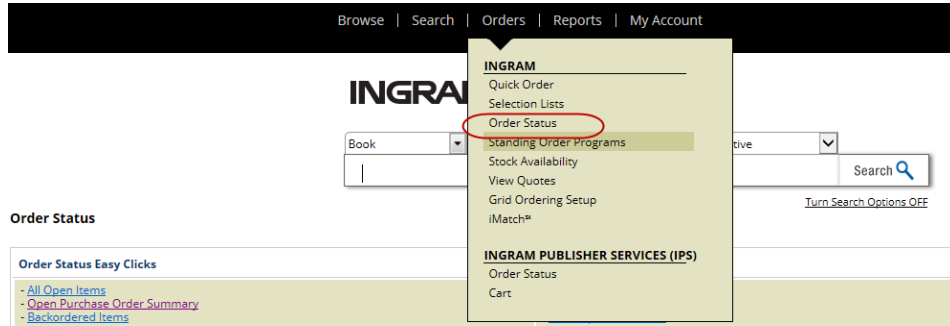 Browse | Search | Orders | Reports | My Account
INGRAM
Quick Order
Selection Lists
Order Status
Standing Order Programs
Stock Availability
View Quotes
Grid Ordering Setup
iMatch℠
INGRAM PUBLISHER SERVICES (IPS)
Order Status
Cart
Book
Search
Turn Search Options OFF
Order Status
Order Status Easy Clicks
- All Open Items
- Open Purchase Order Summary
- Backordered Items